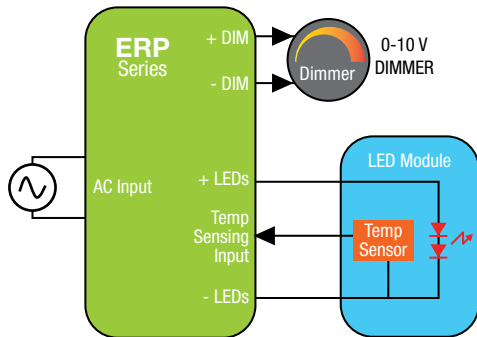 ERP
Series
+ DIM
- DIM
Dimmer
0-10 V
DIMMER
AC Input
+ LEDs
Temp
Sensing
Input
- LEDs
LED Module
Temp
Sensor